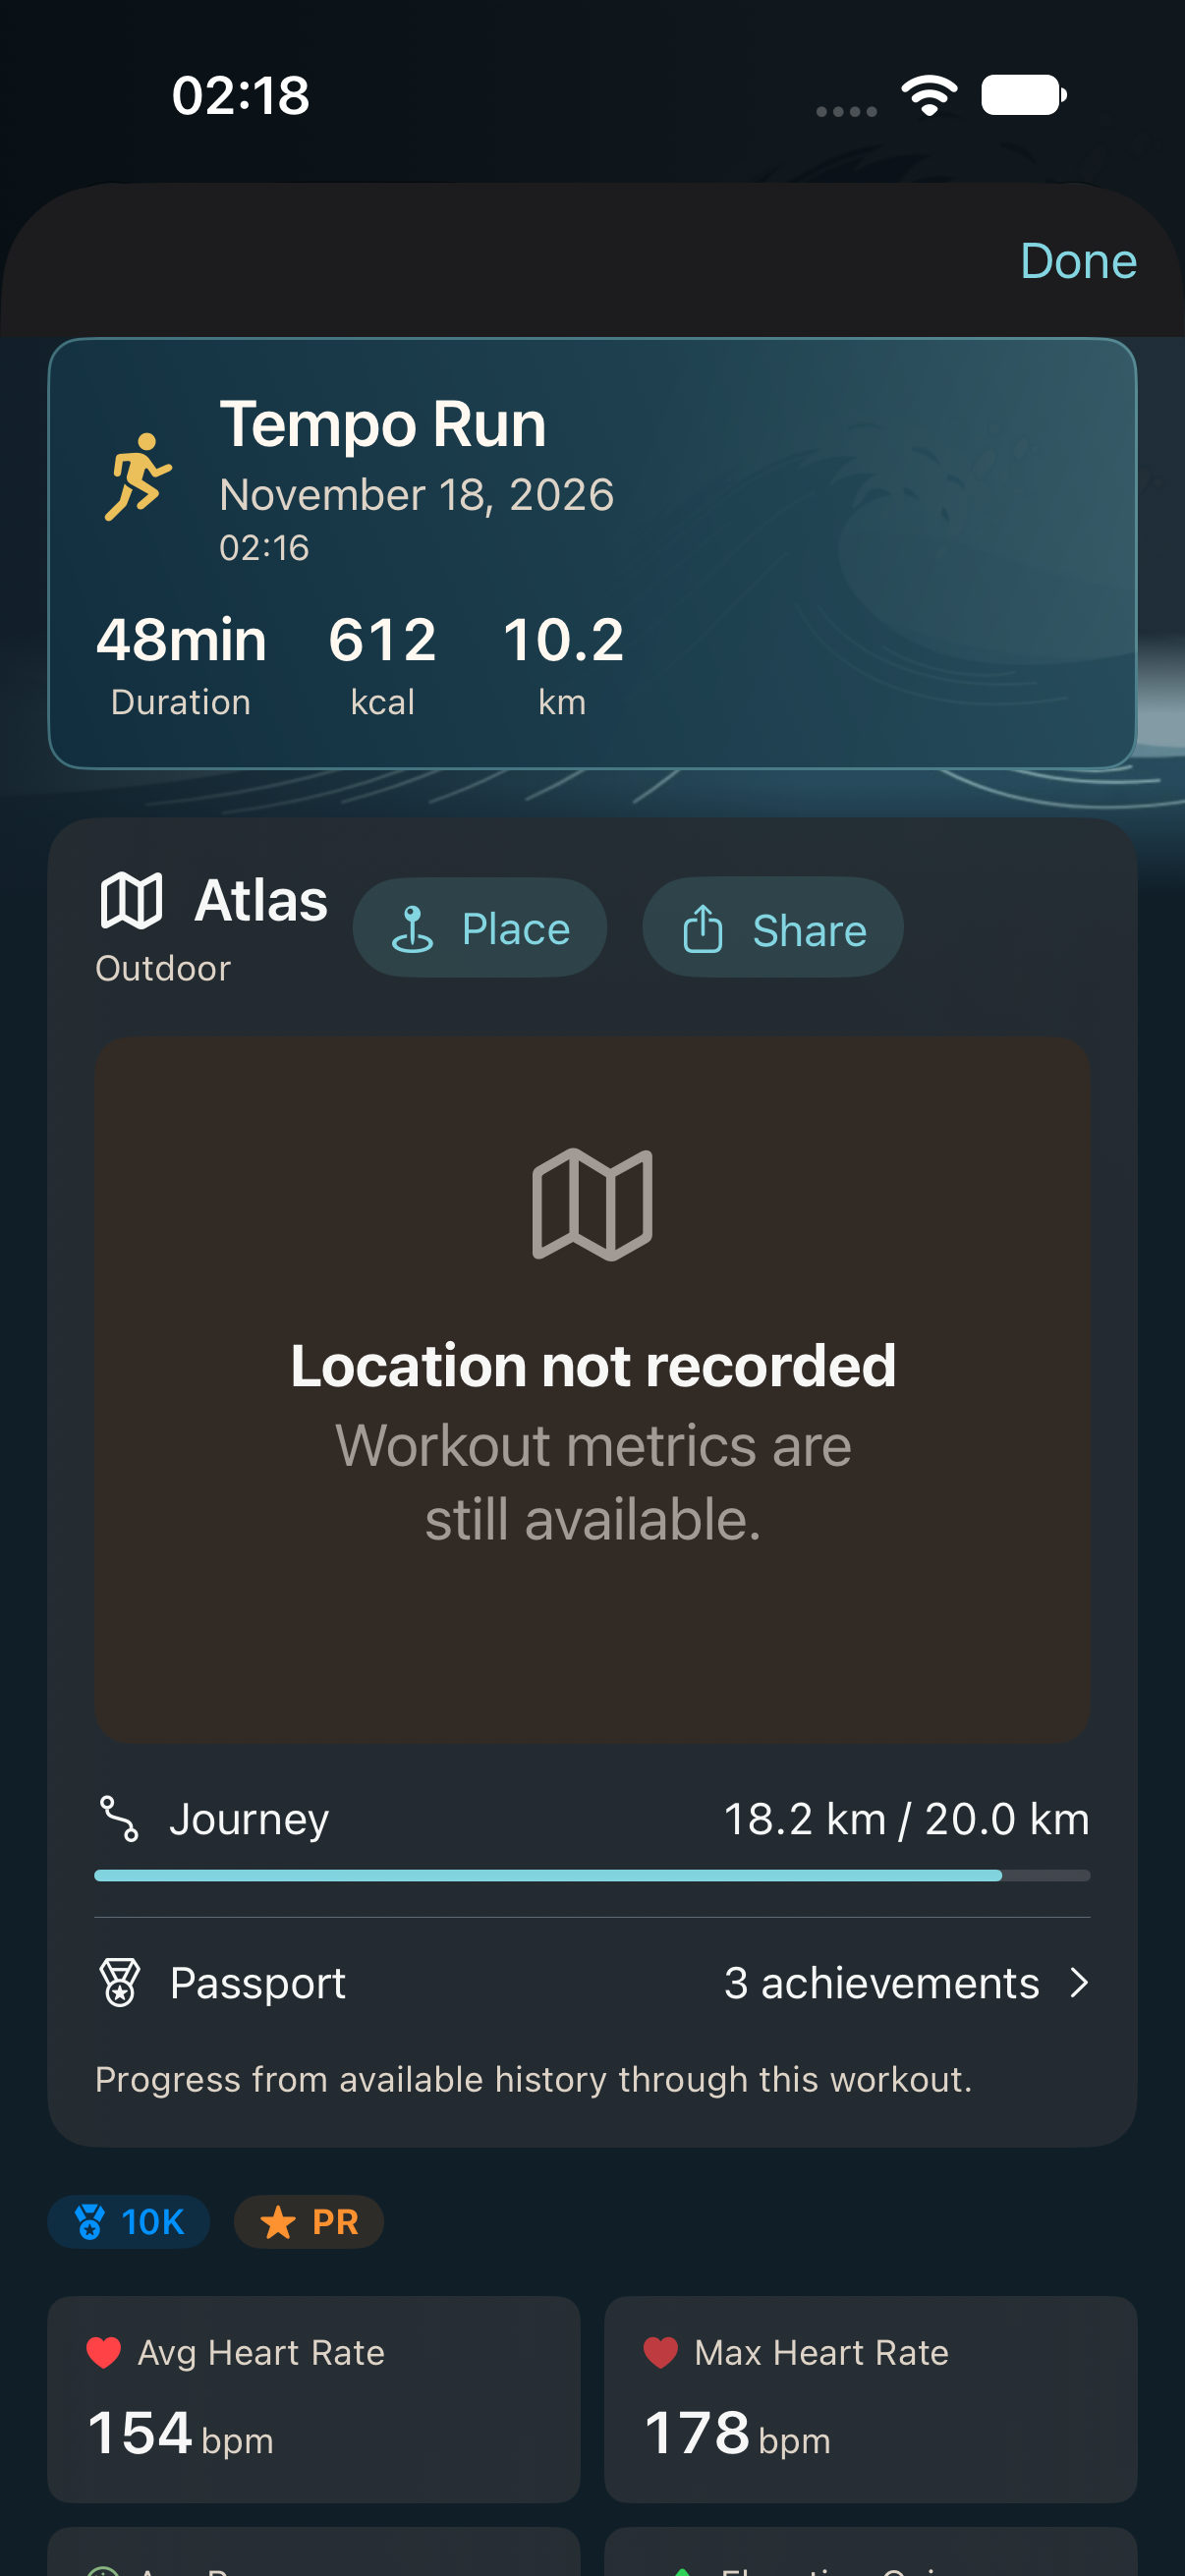 02:18
Done
Tempo Run
November 18, 2026
02:16
48min 612 10.2
Duration kcal km
Atlas
Outdoor
Place
Share
Location not recorded
Workout metrics are
still available.
Journey 18.2 km / 20.0 km
Passport 3 achievements
Progress from available history through this workout.
10K PR
Avg Heart Rate
154 bpm
Max Heart Rate
178 bpm